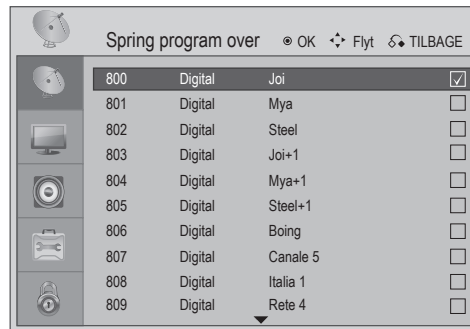 Spring program over OK Flyt TILBAGE
800 Digital Joi
801 Digital Mya
802 Digital Steel
803 Digital Joi+1
804 Digital Mya+1
805 Digital Steel+1
806 Digital Boing
807 Digital Canale 5
808 Digital Italia 1
809 Digital Rete 4